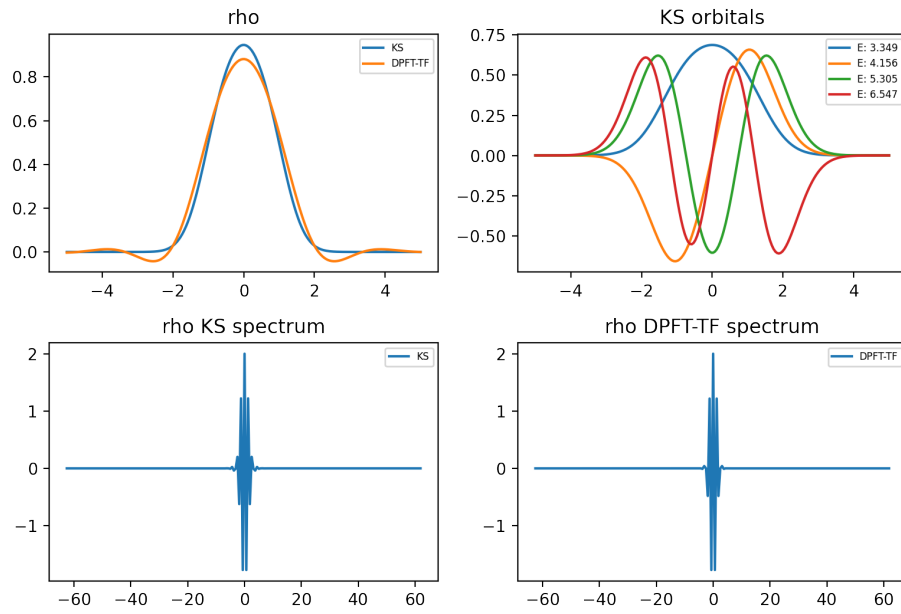 rho
KS
DPFT-TF
0.8
0.6
0.4
0.2
0.0
−4 −2 0 2 4
KS orbitals
E: 3.349
E: 4.156
E: 5.305
E: 6.547
0.75
0.50
0.25
0.00
−0.25
−0.50
−4 −2 0 2 4
rho KS spectrum
KS
2
1
0
−1
−60 −40 −20 0 20 40 60
rho DPFT-TF spectrum
DPFT-TF
2
1
0
−1
−60 −40 −20 0 20 40 60